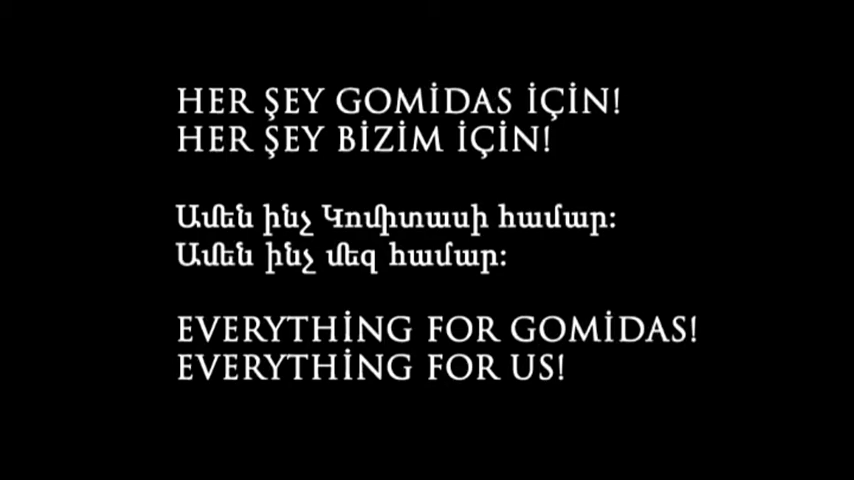 HER ŞEY GOMİDAS İÇİN!
HER ŞEY BİZİM İÇİN!
Ամեն ինչ Կոմիտասի համար։
Ամեն ինչ մեզ համար։
EVERYTHİNG FOR GOMİDAS!
EVERYTHİNG FOR US!